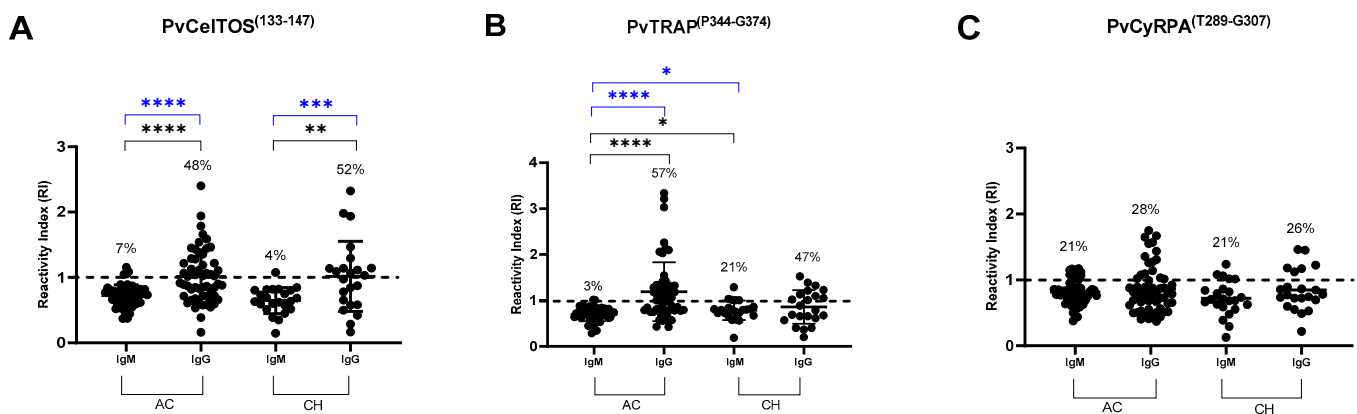 A
PvCelTOS(133-147)
**** ***
**** **
48% 52%
7% 4%
Reactivity Index (RI)
3
2
1
0
IgM IgG IgM IgG
AC CH
B
PvTRAP(P344-G374)
*
****
*
****
57%
3% 21% 47%
Reactivity Index (RI)
4
3
2
1
0
IgM IgG IgM IgG
AC CH
C
PvCyRPA(T289-G307)
21% 28% 21% 26%
Reactivity Index (RI)
3
2
1
0
IgM IgG IgM IgG
AC CH